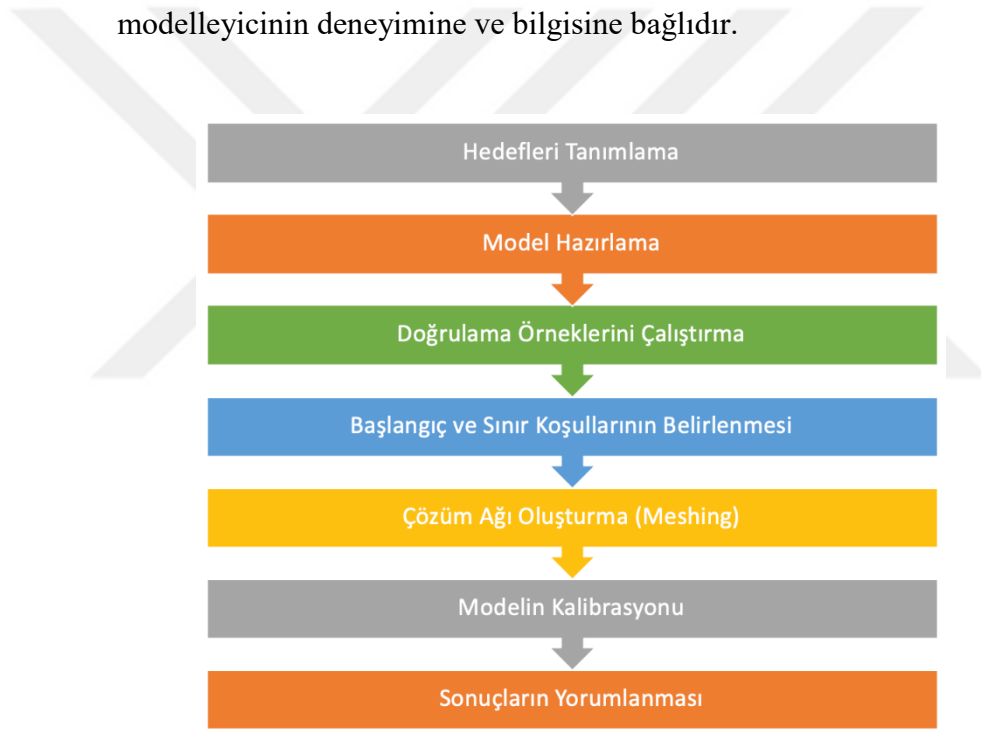 modelleyicinin deneyimine ve bilgisine bağlıdır.
Hedefleri Tanımlama
Model Hazırlama
Doğrulama Örneklerini Çalıştırma
Başlangıç ve Sınır Koşullarının Belirlenmesi
Çözüm Ağı Oluşturma (Meshing)
Modelin Kalibrasyonu
Sonuçların Yorumlanması